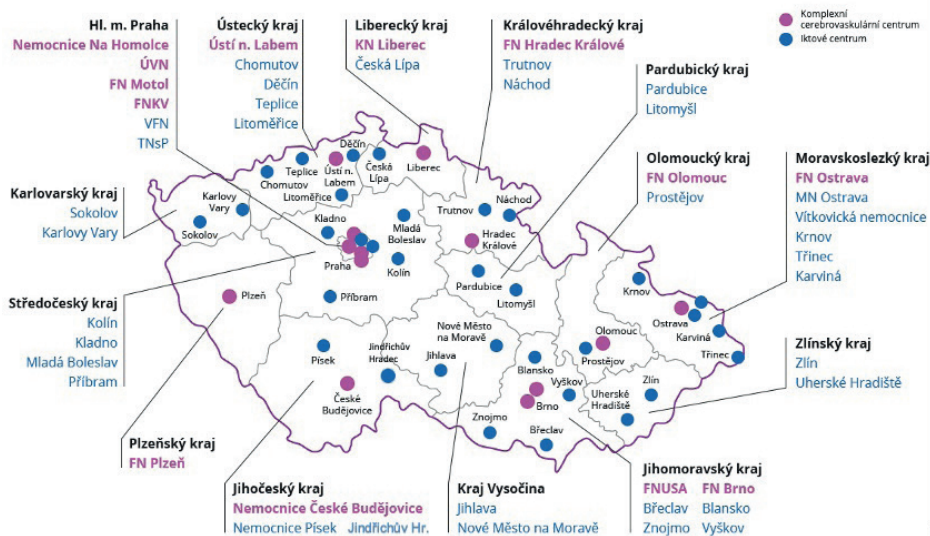 Hl. m. Praha
Nemocnice Na Homolce
ÚVN
FN Motol
FNKV
VFN
TNsP
Ústecký kraj
Ústí n. Labem
Chomutov
Děčín
Teplice
Litoměřice
Liberecký kraj
KN Liberec
Česká Lípa
Královéhradecký kraj
FN Hradec Králové
Trutnov
Náchod
Komplexní
cerebrovaskulární centrum
Iktové centrum
Pardubický kraj
Pardubice
Litomyšl
Olomoucký kraj
FN Olomouc
Prostějov
Moravskoslezký kraj
FN Ostrava
MN Ostrava
Vítkovická nemocnice
Krnov
Třinec
Karviná
Karlovarský kraj
Sokolov
Karlovy Vary
Středočeský kraj
Kolín
Kladno
Mladá Boleslav
Příbram
Zlínský kraj
Zlín
Uherské Hradiště
Plzeňský kraj
FN Plzeň
Jihočeský kraj
Nemocnice České Budějovice
Nemocnice Písek Jindřichův Hr.
Kraj Vysočina
Jihlava
Nové Město na Moravě
Jihomoravský kraj
FNUSA FN Brno
Břeclav Blansko
Znojmo Vyškov
Děčín
Teplice
Ústí n.
Labem
Česká
Lípa
Liberec
Chomutov
Litoměřice
Karlovy
Vary
Sokolov
Kladno
Mladá
Boleslav
Praha
Kolín
Trutnov
Náchod
Hradec
Králové
Pardubice
Litomyšl
Plzeň
Příbram
Krnov
Ostrava
Karviná
Třinec
Olomouc
Prostějov
Nové Město
na Moravě
Jihlava
Písek
Jindřichův
Hradec
České
Budějovice
Blansko
Vyškov
Brno
Znojmo
Břeclav
Zlín
Uherské
Hradiště